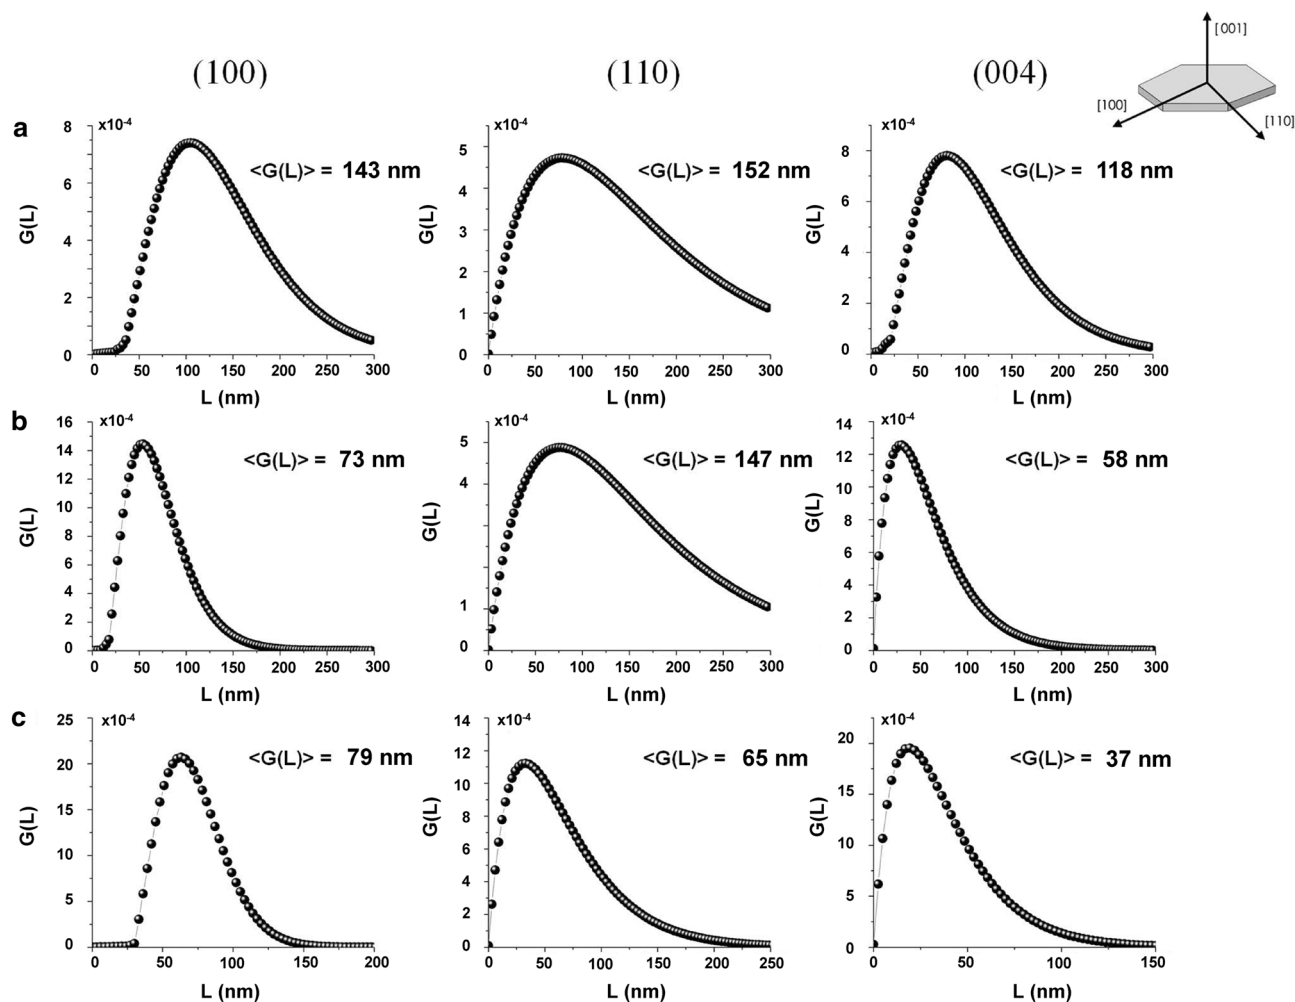 (100) (110) (004)
[001]
[100]
[110]
a
x10-4
<G(L)> = 143 nm
G(L)
8
6
4
2
0
0 50 100 150 200 250 300
L (nm)
x10-4
<G(L)> = 152 nm
G(L)
5
4
3
2
1
0
0 50 100 150 200 250 300
L (nm)
x10-4
<G(L)> = 118 nm
G(L)
8
6
4
2
0
0 50 100 150 200 250 300
L (nm)
b
x10-4
<G(L)> = 73 nm
G(L)
16
14
12
10
8
6
4
2
0
0 50 100 150 200 250 300
L (nm)
x10-4
<G(L)> = 147 nm
G(L)
5
4
1
0
0 50 100 150 200 250 300
L (nm)
x10-4
<G(L)> = 58 nm
G(L)
14
12
10
8
6
4
2
0
0 50 100 150 200 250 300
L (nm)
c
x10-4
<G(L)> = 79 nm
G(L)
25
20
15
10
5
0
0 25 50 75 100 125 150 200
L (nm)
x10-4
<G(L)> = 65 nm
G(L)
14
12
10
8
6
4
2
0
0 50 100 150 200 250
L (nm)
x10-4
<G(L)> = 37 nm
G(L)
20
15
10
5
0
0 50 100 150
L (nm)